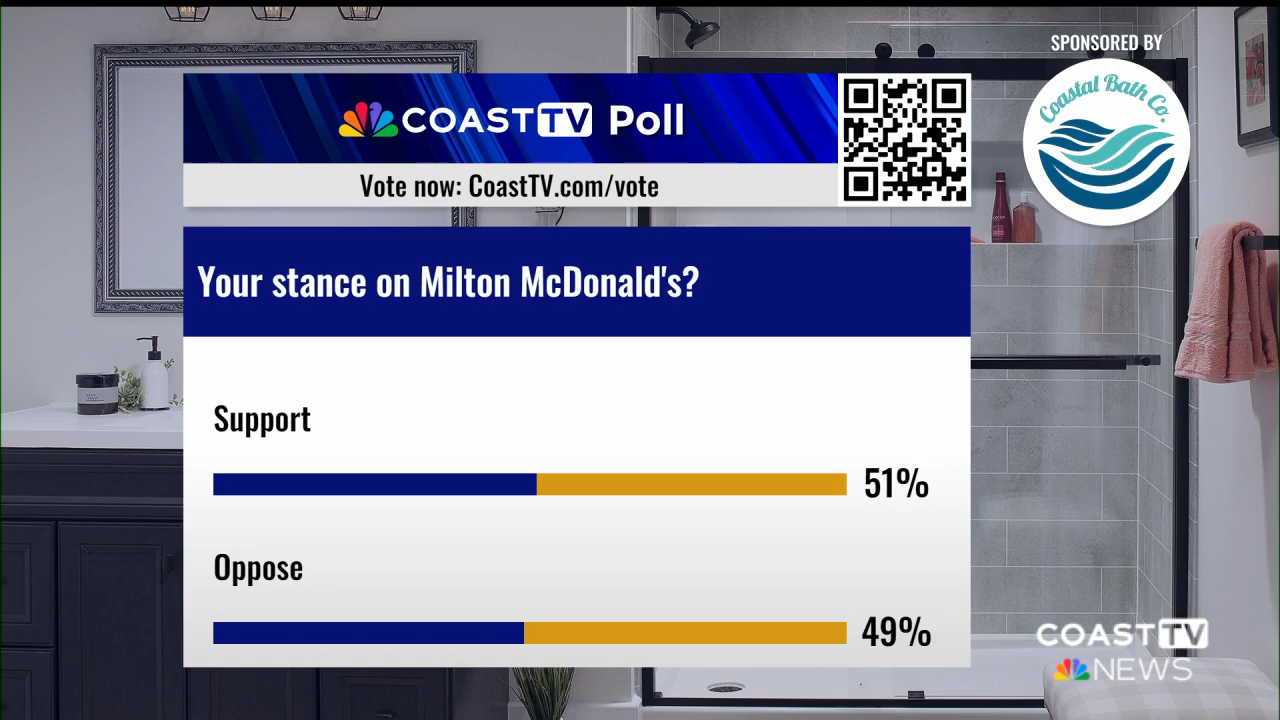 SPONSORED BY
Coastal Bath Co.
COAST TV Poll
Vote now: CoastTV.com/vote
Your stance on Milton McDonald's?
Support
51%
Oppose
49%
COAST TV
NEWS